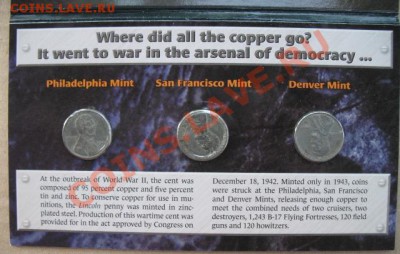 COINS.LAVE.RU
Where did all the copper go?
It went to war in the arsenal of democracy ...
Philadelphia Mint San Francisco Mint Denver Mint
At the outbreak of World War II, the cent was
composed of 95 percent copper and five percent
tin and zinc. To conserve copper for use in mu-
nitions, the Lincoln penny was minted in zinc-
plated steel. Production of this wartime cent was
provided for in the act approved by Congress on
December 18, 1942. Minted only in 1943, coins
were struck at the Philadelphia, San Francisco
and Denver Mints, releasing enough copper to
meet the combined needs of two cruisers, two
destroyers, 1,243 B-17 Flying Fortresses, 120 field
guns and 120 howitzers.
COINS.LAVE.RU